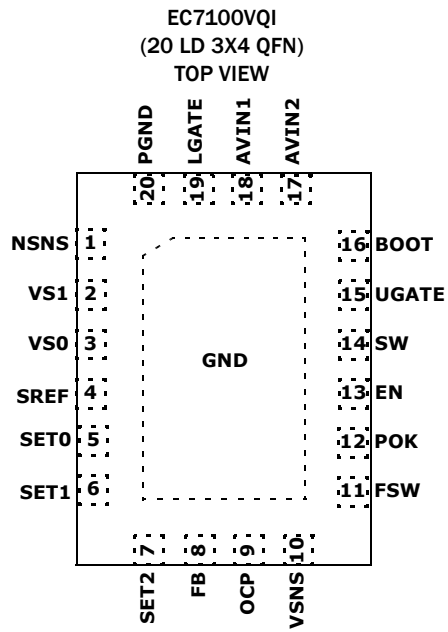 EC7100VQI
(20 LD 3X4 QFN)
TOP VIEW
PGND
LGATE
AVIN1
AVIN2
20
19
18
17
NSNS 1
16 BOOT
VS1 2
15 UGATE
VS0 3
14 SW
GND
SREF 4
13 EN
SET0 5
12 POK
SET1 6
11 FSW
7
8
9
10
SET2
FB
OCP
VSNS